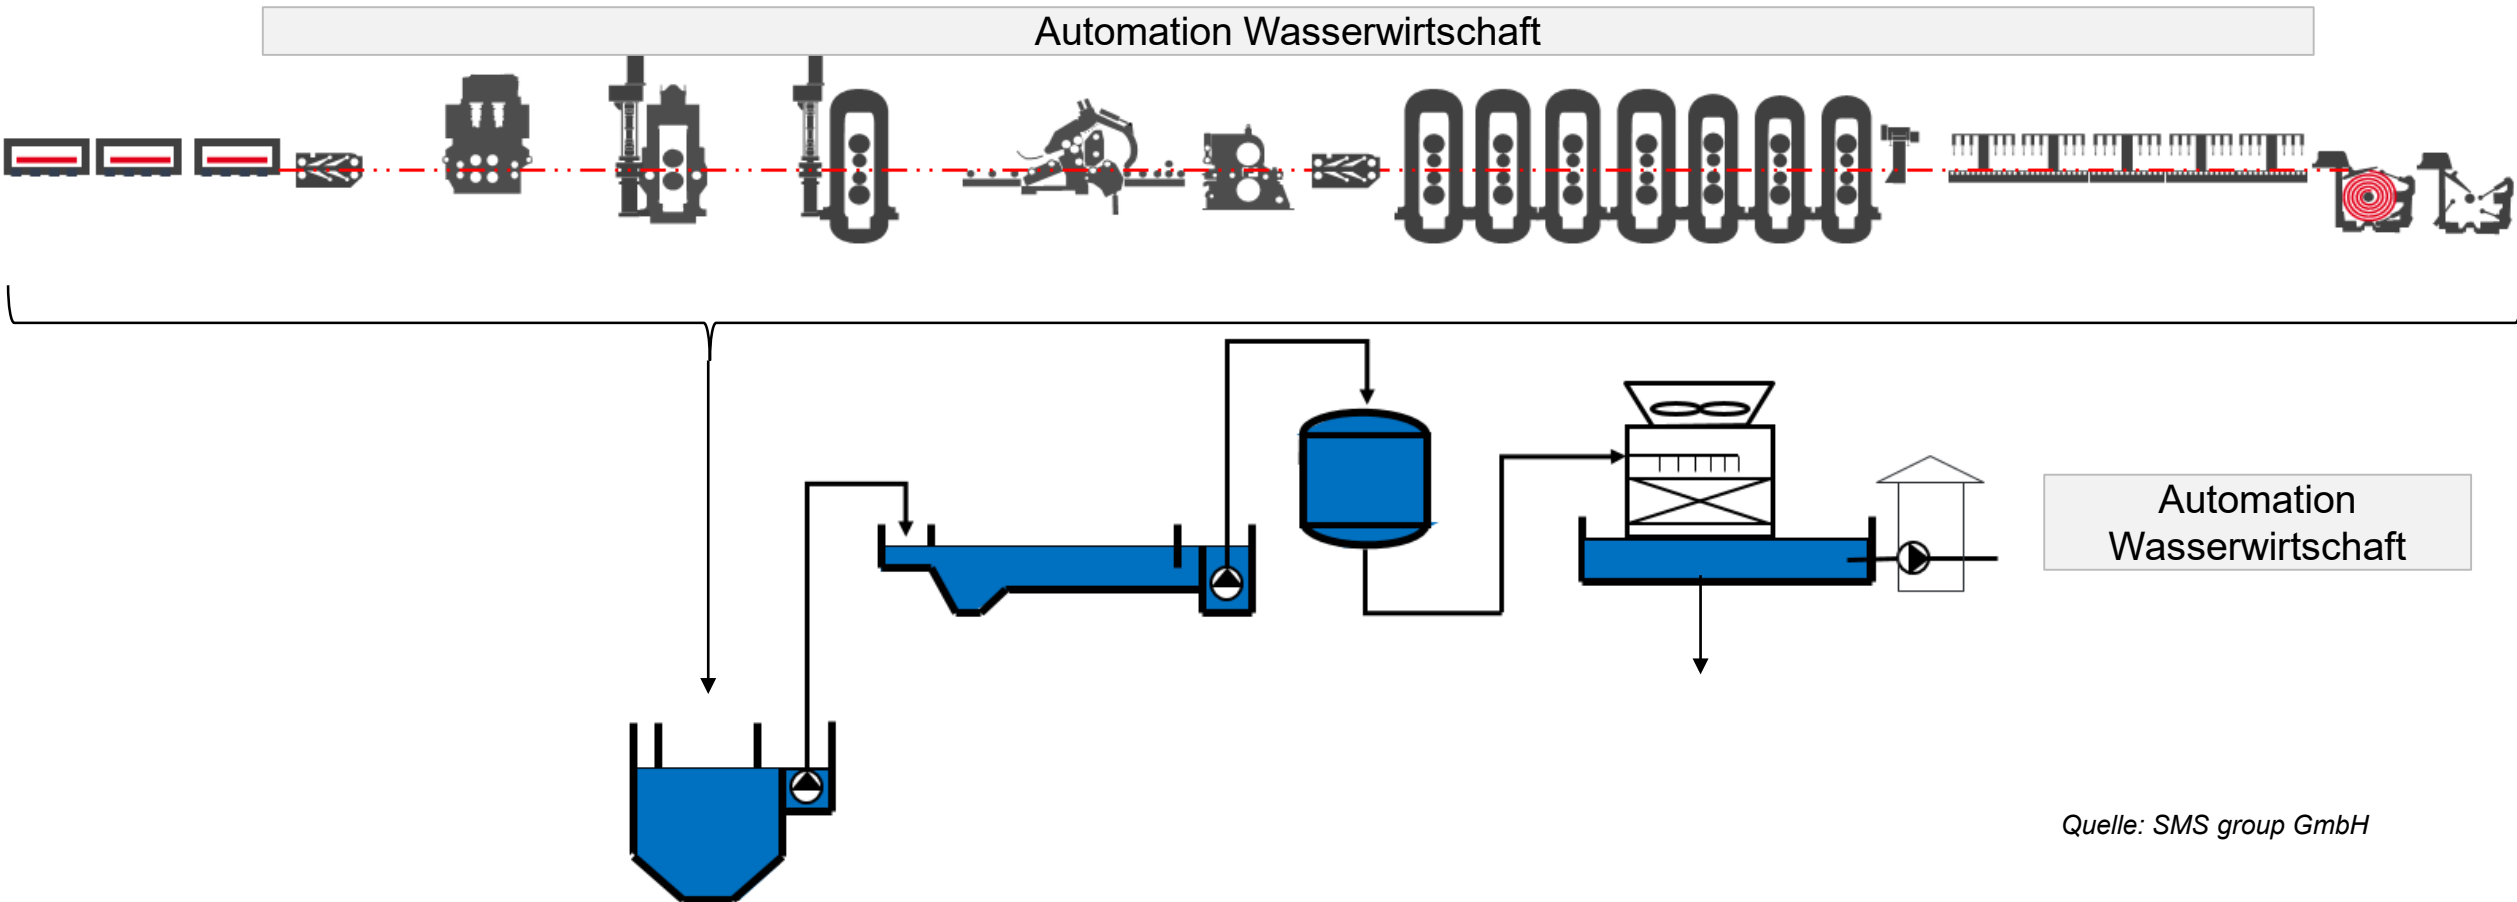 Automation Wasserwirtschaft
Automation
Wasserwirtschaft
Quelle: SMS group GmbH